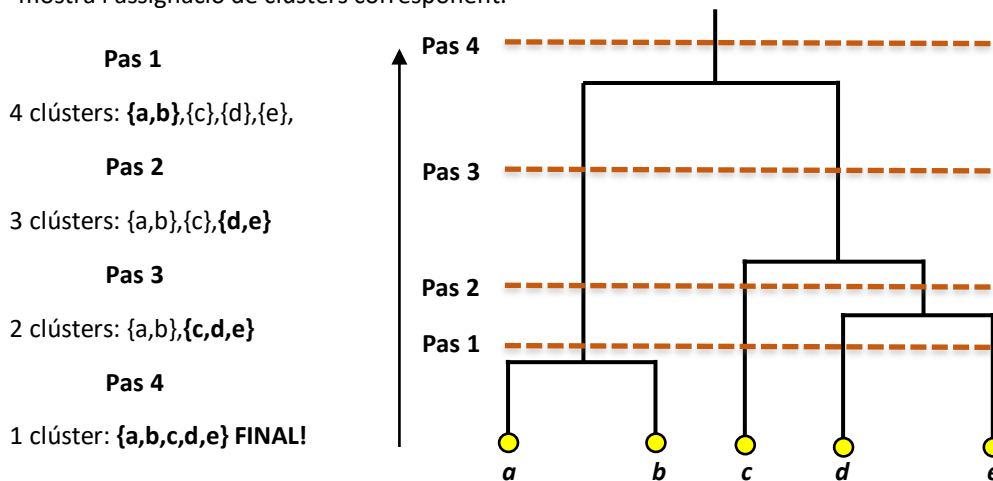 mostra l'assignació de clústers corresponent.
Pas 1
4 clústers: {a,b},{c},{d},{e},
Pas 2
3 clústers: {a,b},{c},{d,e}
Pas 3
2 clústers: {a,b},{c,d,e}
Pas 4
1 clúster: {a,b,c,d,e} FINAL!
Pas 4
Pas 3
Pas 2
Pas 1
a b c d e